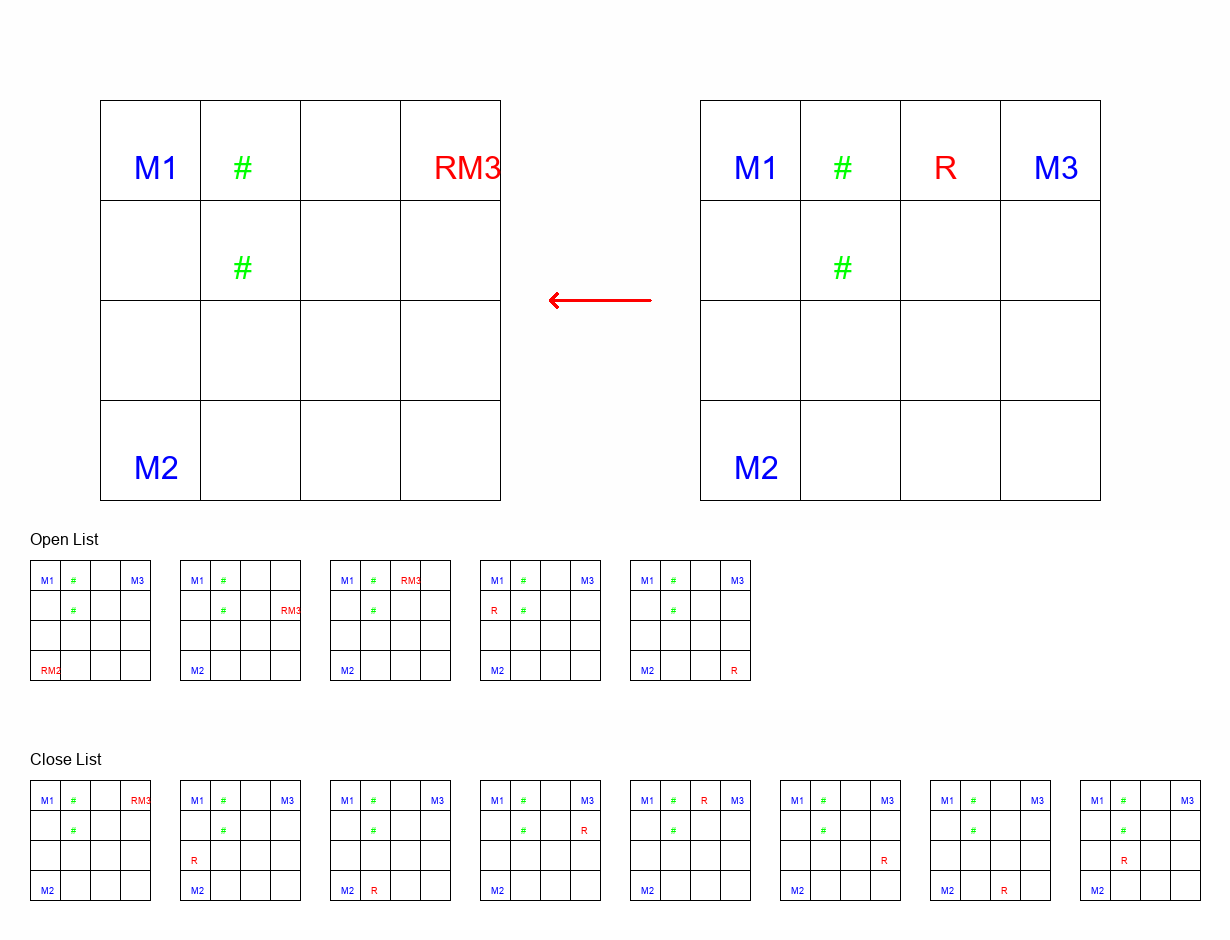 M1 # RM3 M1 # R M3
# #
M2 M2
Open List
M1 # M3 M1 # M1 # RM3 M1 # M3 M1 # M3
# # RM3 # R # #
RM2 M2 M2 M2 M2 R
Close List
M1 # RM3 M1 # M3 M1 # M3 M1 # M3 M1 # R M3 M1 # M3 M1 # M3 M1 # M3
# # # # R # # # #
R R R
M2 M2 M2 R M2 M2 M2 M2 R M2